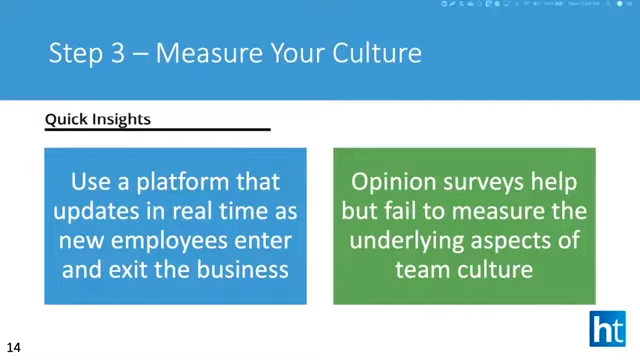 Step 3 – Measure Your Culture
Quick Insights
Use a platform that
updates in real time as
new employees enter
and exit the business
Opinion surveys help
but fail to measure the
underlying aspects of
team culture
ht
14